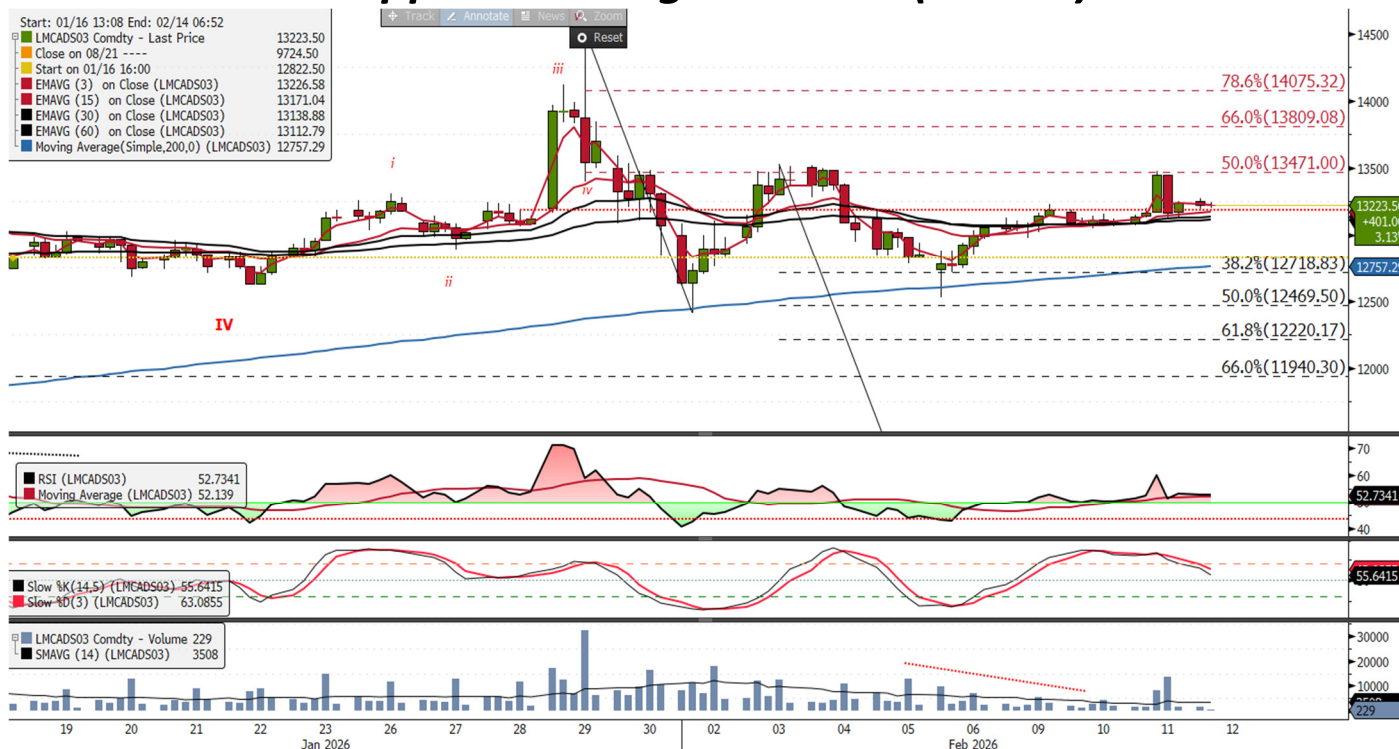 Start: 01/16 13:08 End: 02/14 06:52
LMCADS03 Comdty - Last Price 13223.50
Close on 08/21 ---- 9724.50
Start on 01/16 16:00 12822.50
EMAVG (3) on Close (LMCADS03) 13226.58
EMAVG (15) on Close (LMCADS03) 13171.04
EMAVG (30) on Close (LMCADS03) 13138.88
EMAVG (60) on Close (LMCADS03) 13112.79
Moving Average(Simple,200,0) (LMCADS03) 12757.29
Track Annotate News Zoom
Reset
iii
i
iv
ii
IV
78.6%(14075.32)
66.0%(13809.08)
50.0%(13471.00)
38.2%(12718.83)
50.0%(12469.50)
61.8%(12220.17)
66.0%(11940.30)
14500
14000
13500
13223.50
+401.00
3.13%
12757.29
12500
12000
RSI (LMCADS03) 52.7341
Moving Average (LMCADS03) 52.139
70
60
52.7341
40
Slow %K(14,5) (LMCADS03) 55.6415
Slow %D(3) (LMCADS03) 63.0855
55.6415
LMCADS03 Comdty - Volume 229
SMAVG (14) (LMCADS03) 3508
30000
20000
10000
229
19 20 21 22 23 26 27 28 29 30 02 03 04 05 06 09 10 11 12
Jan 2026 Feb 2026